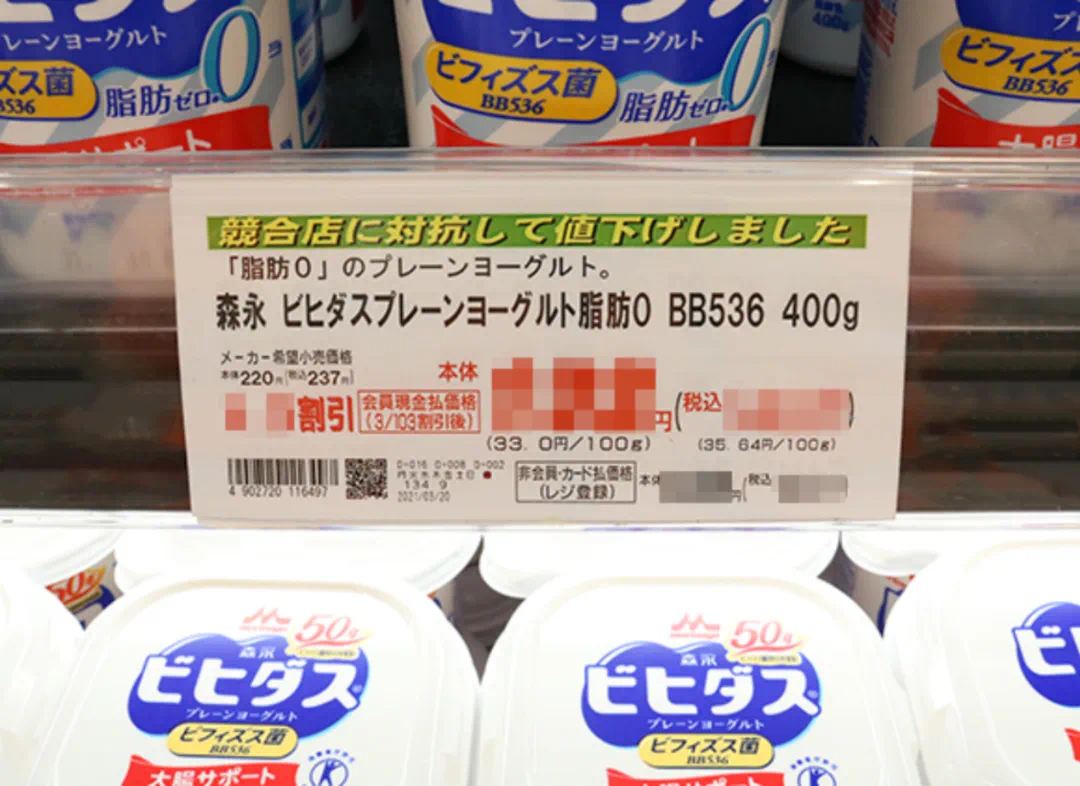 プレーンヨーグルト
ビフィズス菌
BB536
脂肪ゼロ。0
プレーンヨーグルト
ビフィズス菌
BB536
脂肪ゼロ。0
ビフィズス
BB536
400g
競合店に対抗して値下げしました
「脂肪0」のプレーンヨーグルト。
森永 ビヒダスプレーンヨーグルト脂肪0 BB536 400g
メーカー希望小売価格
本体220円(税込237円)
割引
会員現金払価格
(3/103割引後)
本体
円
(税込
)
(33.0円/100g)
(35.64円/100g)
4 902720 116497
D-016 D-008 D-002
134 9
2021/03/20
非会員・カード払価格
(レジ登録)
本体
円
(税込
50g
森永
ビヒダス
プレーンヨーグルト
ビフィズス菌
BB536
大腸サポート
50g
森永
ビヒダス
プレーンヨーグルト
ビフィズス菌
BB536